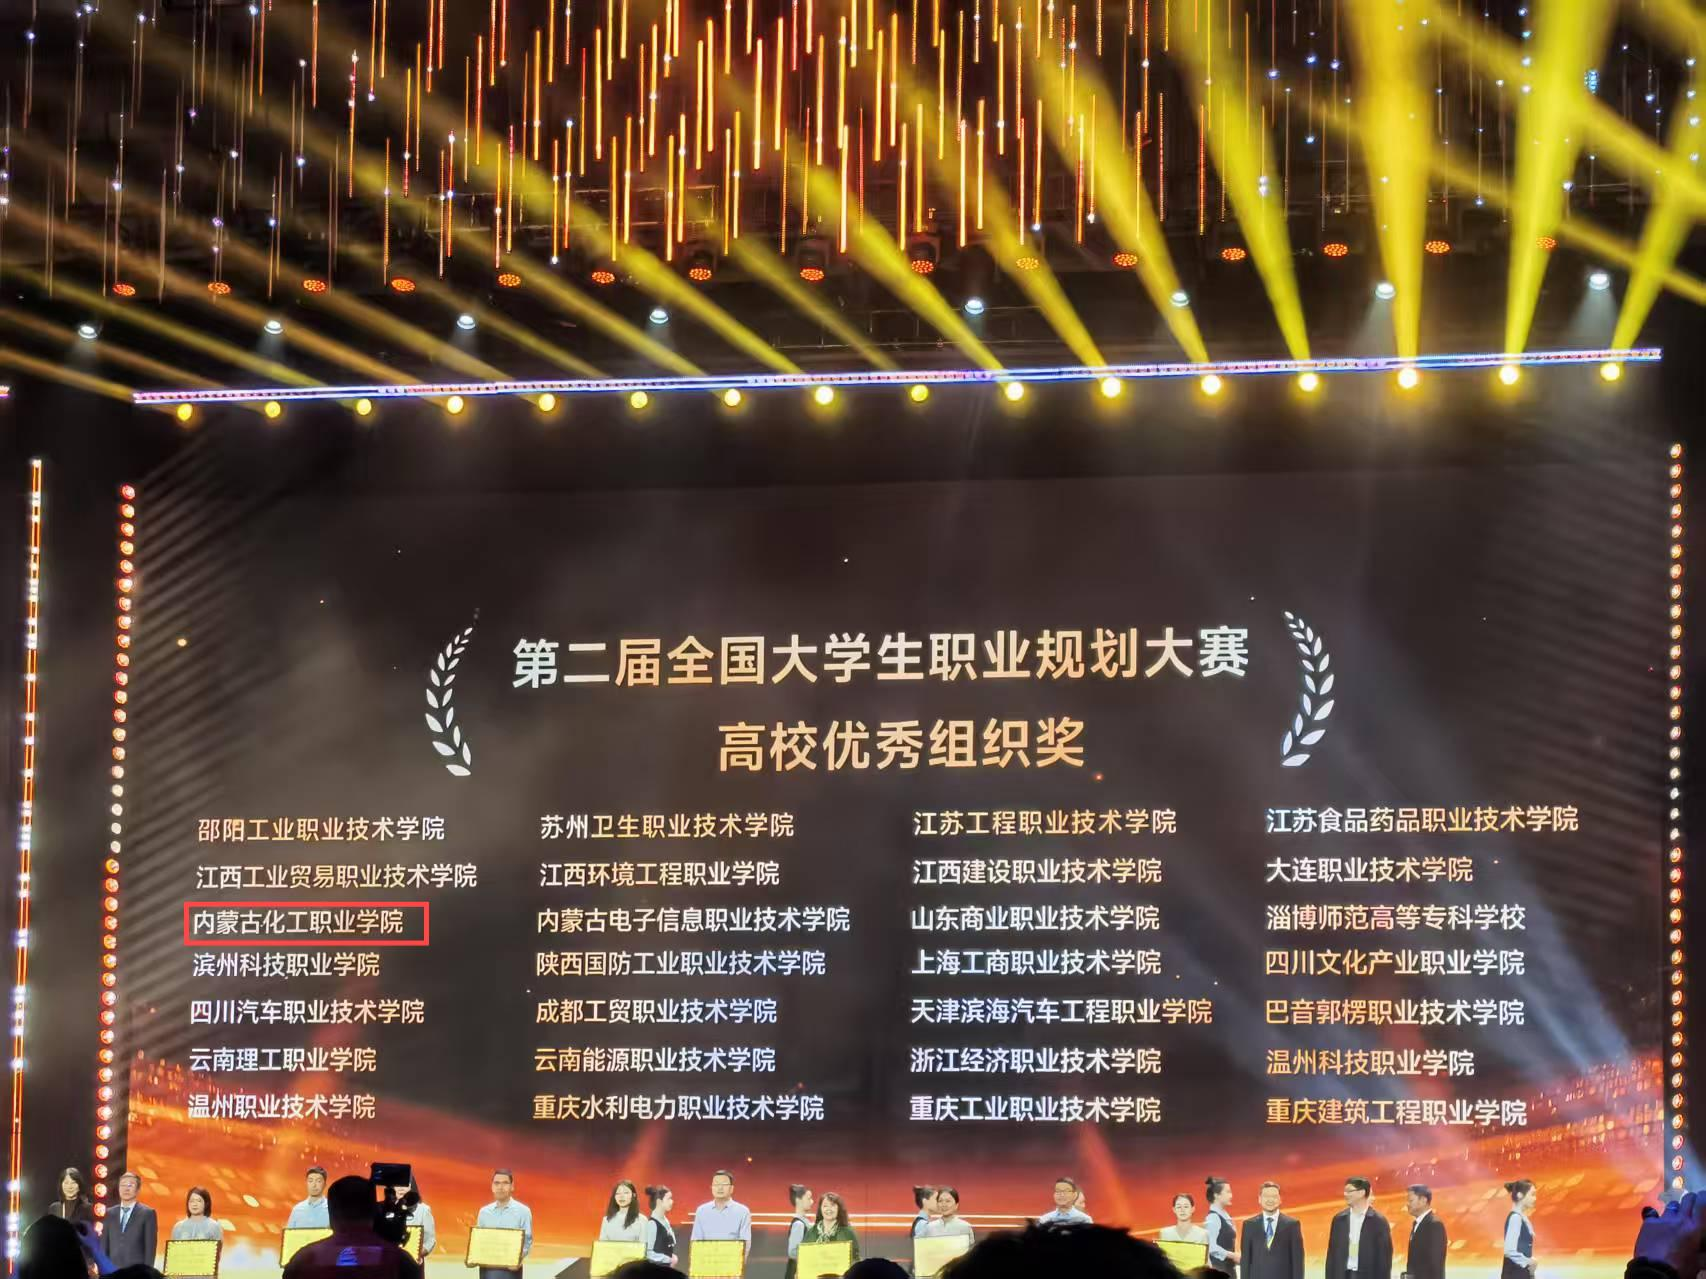 第二届全国大学生职业规划大赛
高校优秀组织奖
邵阳工业职业技术学院 苏州卫生职业技术学院 江苏工程职业技术学院 江苏食品药品职业技术学院
江西工业贸易职业技术学院 江西环境工程职业学院 江西建设职业技术学院 大连职业技术学院
内蒙古化工职业学院 内蒙古电子信息职业技术学院 山东商业职业技术学院 淄博师范高等专科学校
滨州科技职业学院 陕西国防工业职业技术学院 上海工商职业技术学院 四川文化产业职业学院
四川汽车职业技术学院 成都工贸职业技术学院 天津滨海汽车工程职业学院 巴音郭楞职业技术学院
云南理工职业学院 云南能源职业技术学院 浙江经济职业技术学院 温州科技职业学院
温州职业技术学院 重庆水利电力职业技术学院 重庆工业职业技术学院 重庆建筑工程职业学院